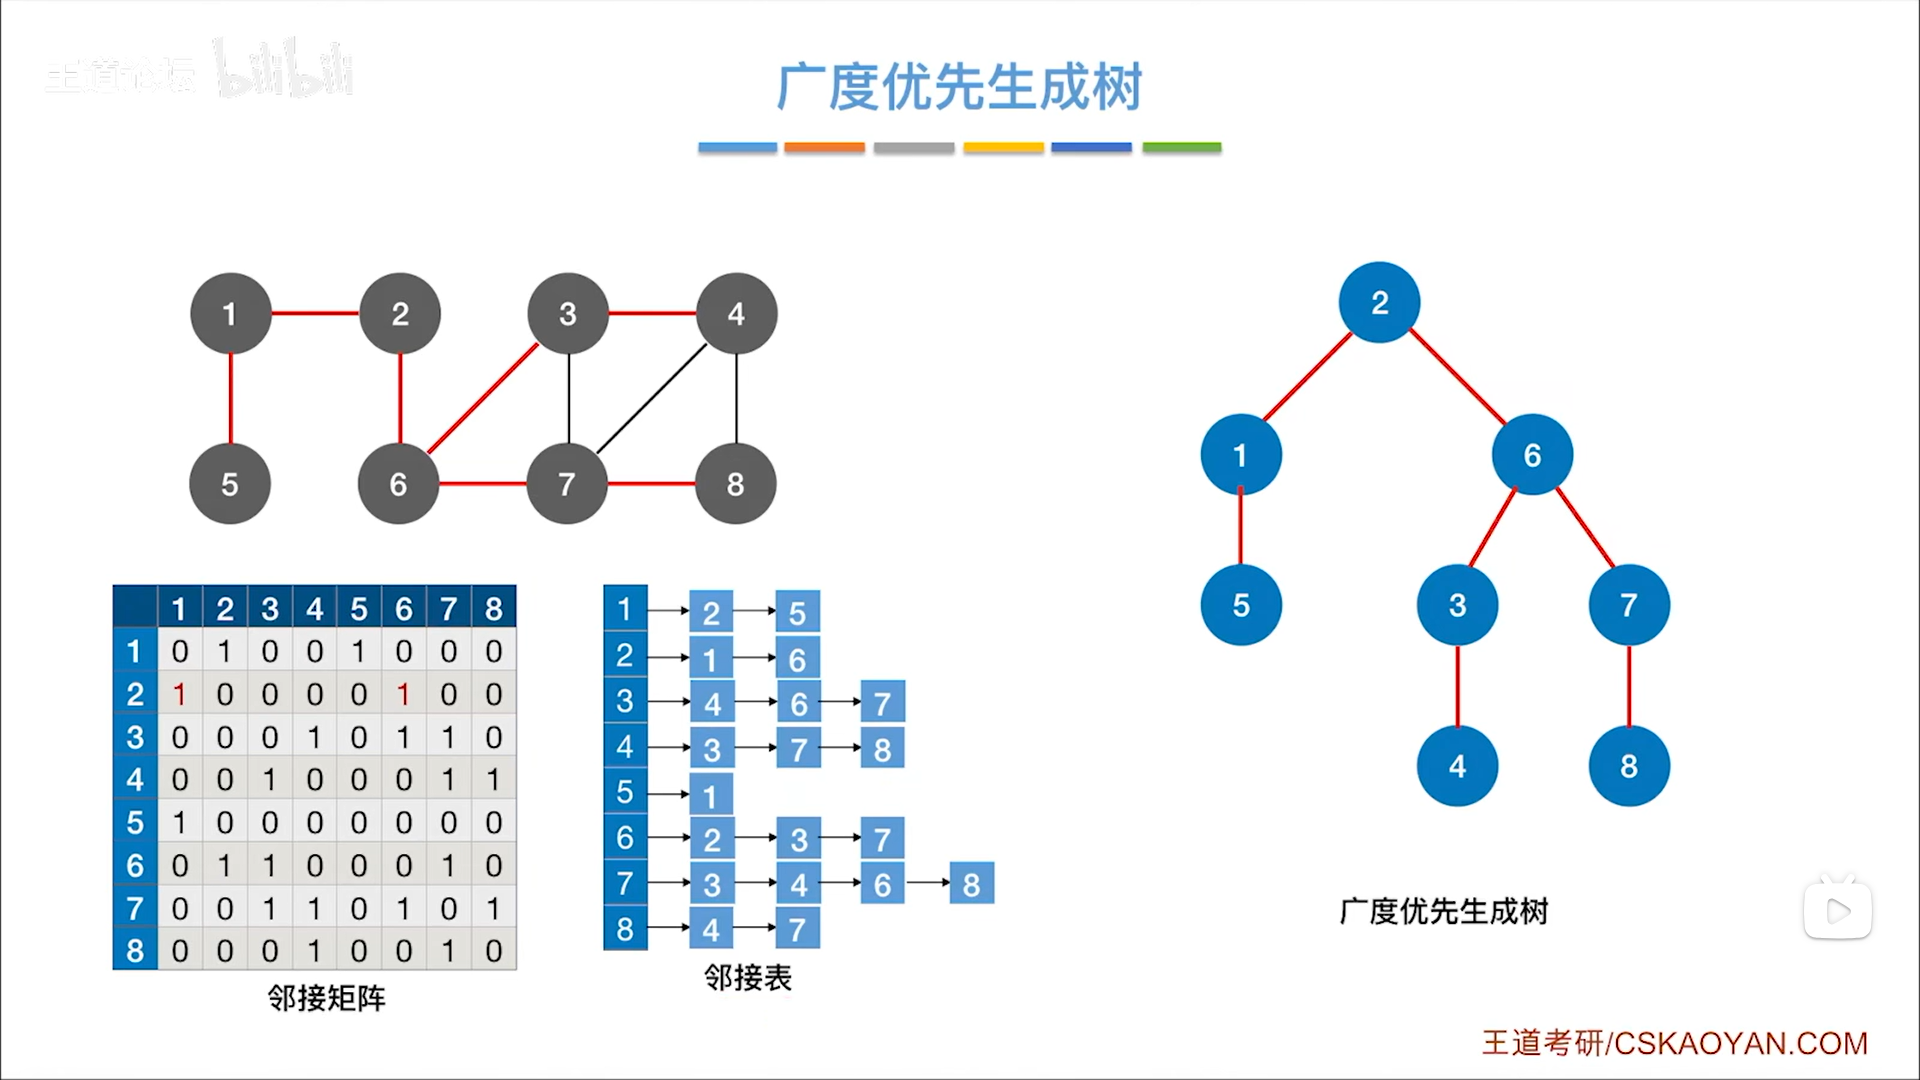 王道论坛 bilibili
广度优先生成树
1 2 3 4
5 6 7 8
2
1 6
5 3 7
4 8
1 2 3 4 5 6 7 8
1 0 1 0 0 1 0 0 0
2 1 0 0 0 0 1 0 0
3 0 0 0 1 0 1 1 0
4 0 0 1 0 0 0 1 1
5 1 0 0 0 0 0 0 0
6 0 1 1 0 0 0 1 0
7 0 0 1 1 0 1 0 1
8 0 0 0 1 0 0 1 0
邻接矩阵
1 2 5
2 1 6
3 4 6 7
4 3 7 8
5 1
6 2 3 7
7 3 4 6 8
8 4 7
邻接表
广度优先生成树
王道考研/CSKAOYAN.COM